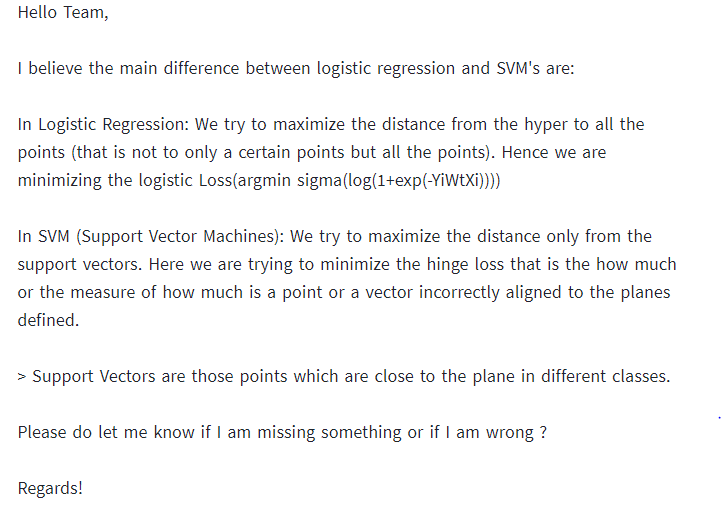 Hello Team,
I believe the main difference between logistic regression and SVM's are:
In Logistic Regression: We try to maximize the distance from the hyper to all the
points (that is not to only a certain points but all the points). Hence we are
minimizing the logistic Loss(argmin sigma(log(1+exp(-YiWtXi))))
In SVM (Support Vector Machines): We try to maximize the distance only from the
support vectors. Here we are trying to minimize the hinge loss that is the how much
or the measure of how much is a point or a vector incorrectly aligned to the planes
defined.
> Support Vectors are those points which are close to the plane in different classes.
Please do let me know if I am missing something or if I am wrong ?
Regards!